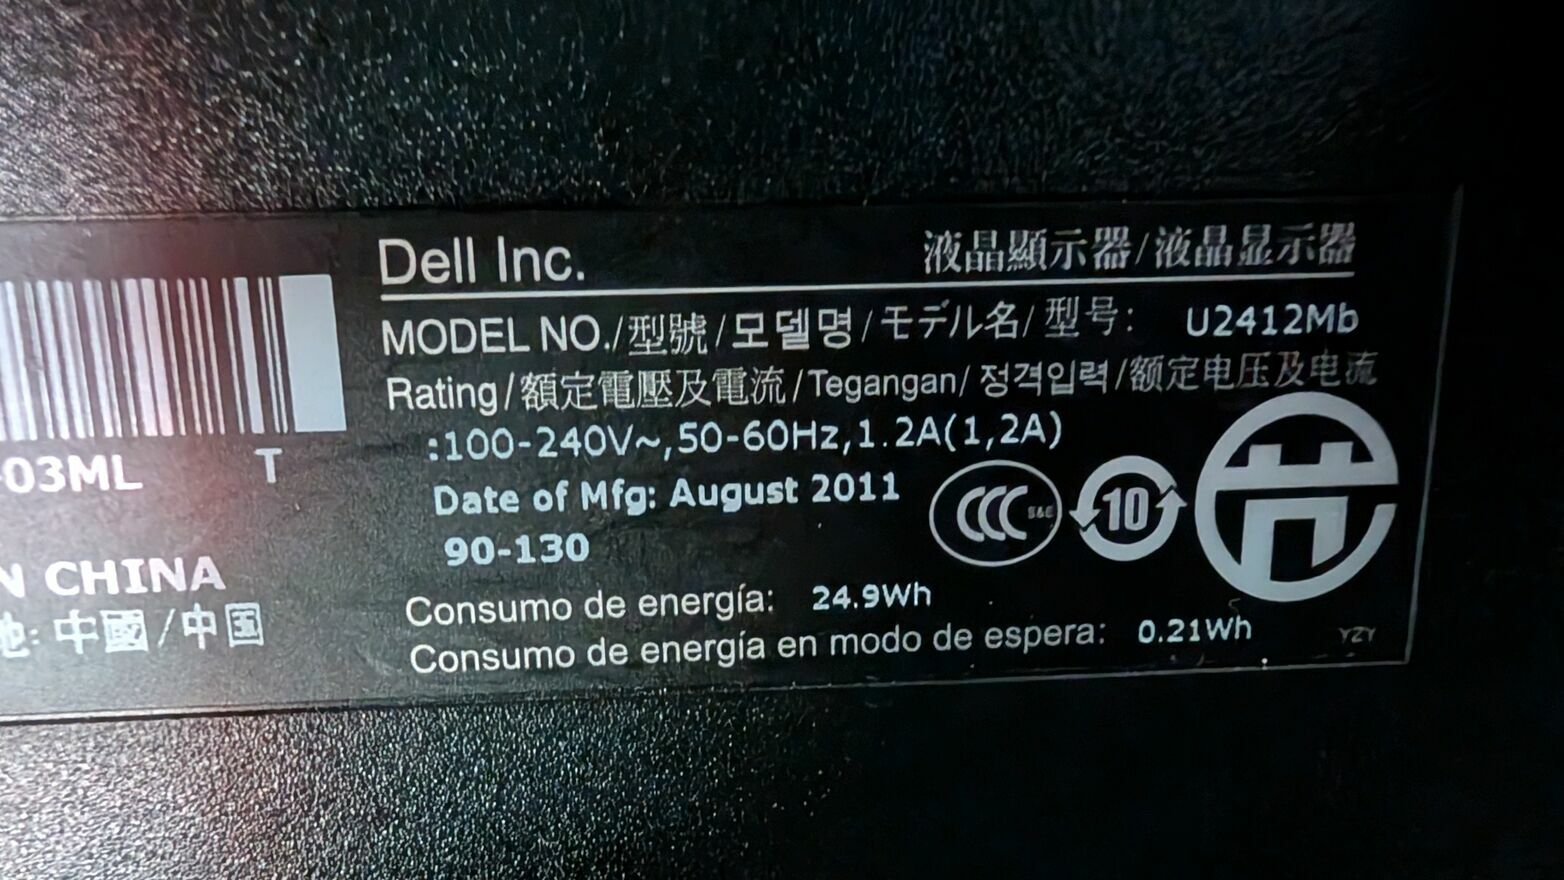 Dell Inc. 液晶顯示器/液晶显示器
MODEL NO./型號/모델명/モデル名/型号: U2412Mb
Rating/額定電壓及電流/Tegangan/정격입력/额定电压及电流
:100-240V~,50-60Hz,1.2A(1,2A)
Date of Mfg: August 2011
90-130
Consumo de energía: 24.9Wh
Consumo de energía en modo de espera: 0.21Wh
CCC S&E
10
YZY
-03ML T
N CHINA
地: 中國/中国